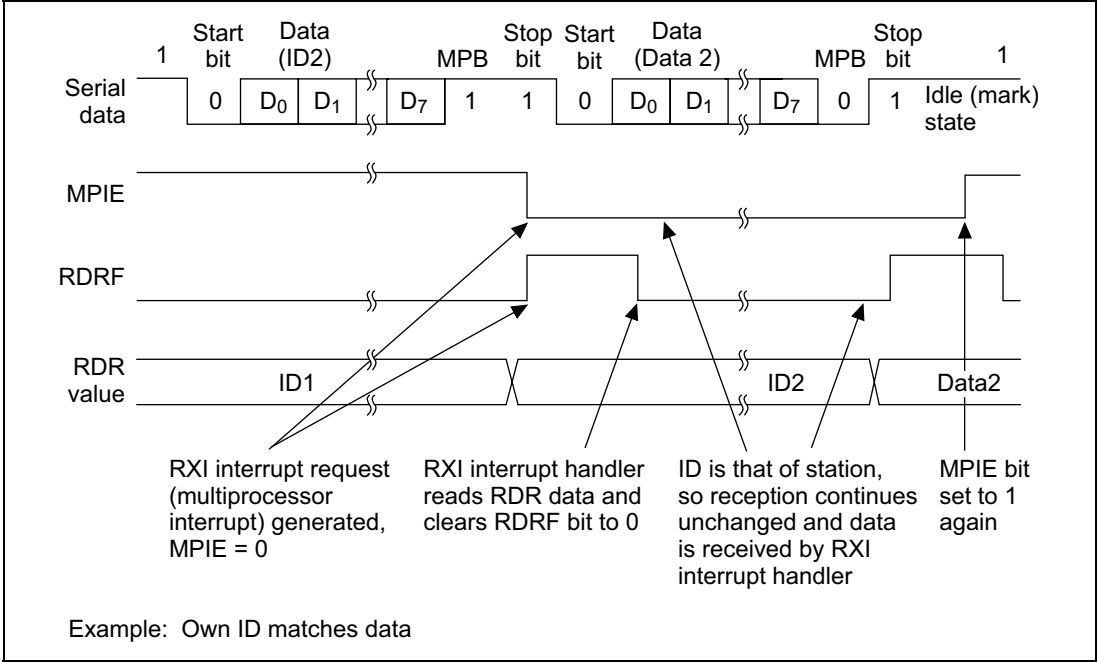 Start Data Stop Start Data Stop
1 bit (ID2) MPB bit bit (Data 2) MPB bit 1
Serial data
0 D0 D1 D7 1 1 0 D0 D1 D7 0 1 Idle (mark) state
MPIE
RDRF
RDR value
ID1 ID2 Data2
RXI interrupt request
(multiprocessor
interrupt) generated,
MPIE = 0
RXI interrupt handler
reads RDR data and
clears RDRF bit to 0
ID is that of station,
so reception continues
unchanged and data
is received by RXI
interrupt handler
MPIE bit
set to 1
again
Example: Own ID matches data